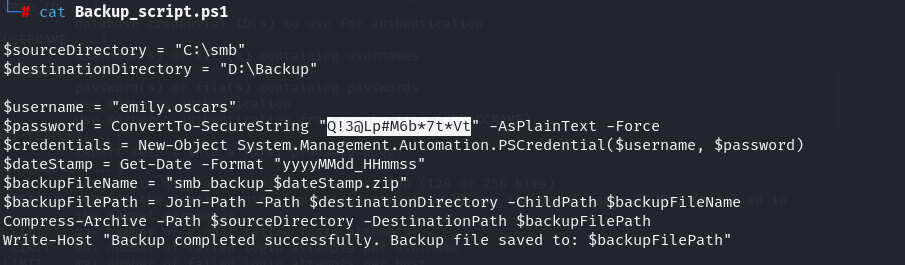 └─# cat Backup_script.ps1
$sourceDirectory = "C:\smb"
$destinationDirectory = "D:\Backup"
$username = "emily.oscars"
$password = ConvertTo-SecureString "Q!3@Lp#M6b*7t*Vt" -AsPlainText -Force
$credentials = New-Object System.Management.Automation.PSCredential($username, $password)
$dateStamp = Get-Date -Format "yyyyMMdd_HHmmss"
$backupFileName = "smb_backup_$dateStamp.zip"
$backupFilePath = Join-Path -Path $destinationDirectory -ChildPath $backupFileName
Compress-Archive -Path $sourceDirectory -DestinationPath $backupFilePath
Write-Host "Backup completed successfully. Backup file saved to: $backupFilePath"